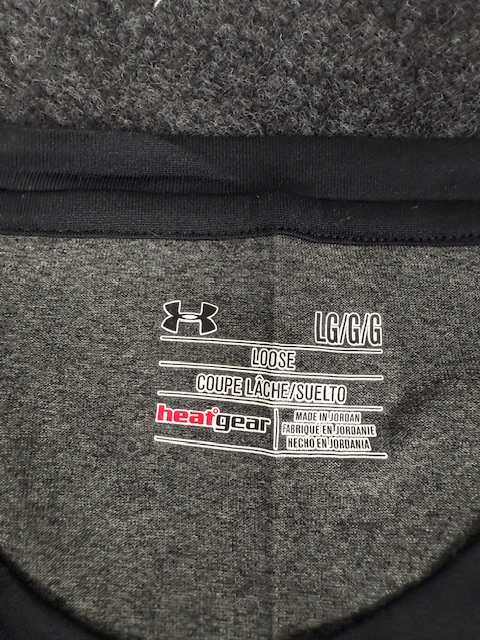 LG/G/G
LOOSE
COUPE LÂCHE/SUELTO
heatgear
MADE IN JORDAN
FABRIQUE EN JORDANIE
HECHO EN JORDANIA